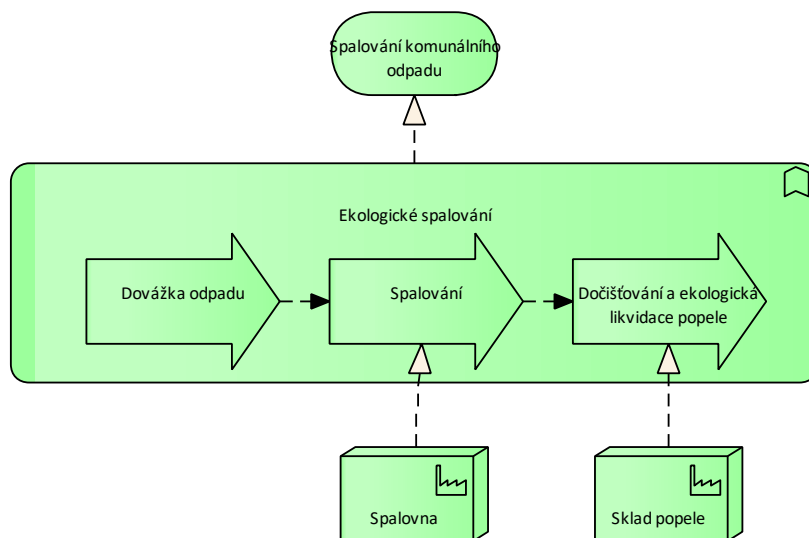 Spalování komunálního
odpadu
Ekologické spalování
Dovážka odpadu
Spalování
Dočišťování a ekologická
likvidace popele
Spalovna
Sklad popele